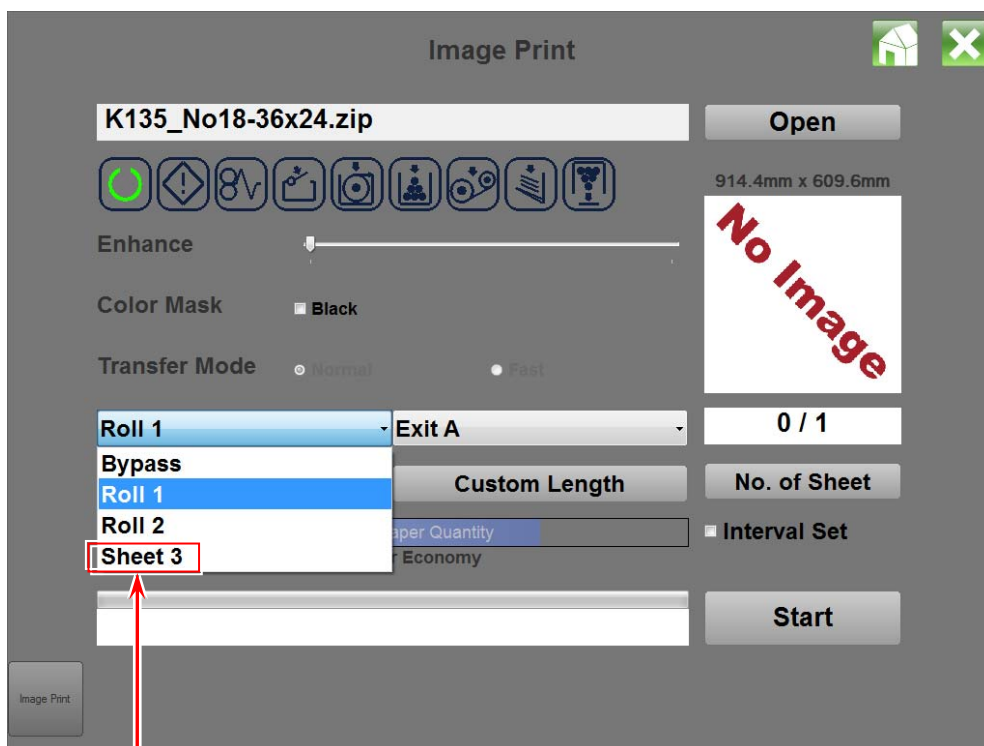 Image Print
K135_No18-36x24.zip
Open
914.4mm x 609.6mm
Enhance
No Image
Color Mask
Black
Transfer Mode
Normal
Fast
Roll 1
Exit A
0 / 1
Bypass
Roll 1
Roll 2
Sheet 3
Custom Length
No. of Sheet
aper Quantity
Interval Set
r Economy
Start
Image Print